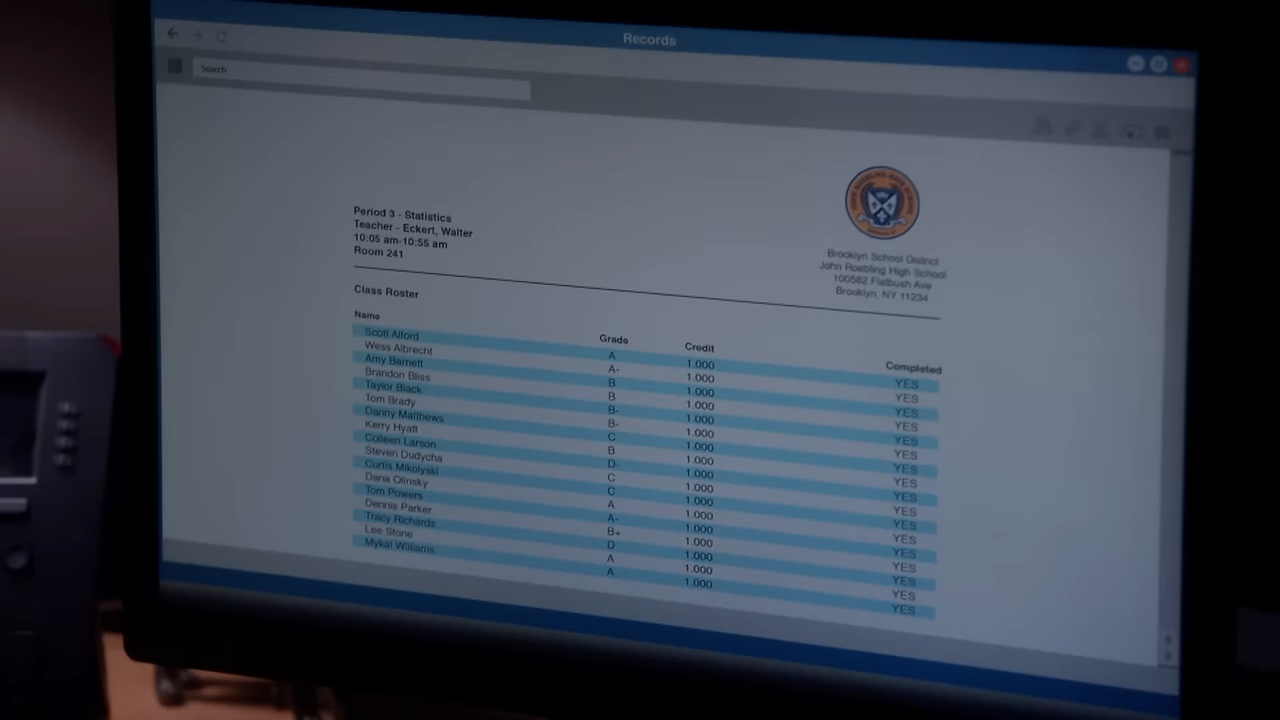 Records
Search
Period 3 - Statistics
Teacher - Eckert, Walter
10:05 am-10:55 am
Room 241
Brooklyn School District
John Roebling High School
100582 Flatbush Ave
Brooklyn, NY 11234
Class Roster
Name Grade Credit Completed
Scott Alford A 1.000 YES
Wess Albrecht A- 1.000 YES
Amy Barnett B 1.000 YES
Brandon Bliss B 1.000 YES
Taylor Black B- 1.000 YES
Tom Brady B- 1.000 YES
Danny Matthews C 1.000 YES
Kerry Hyatt B 1.000 YES
Colleen Larson D- 1.000 YES
Steven Dudycha C 1.000 YES
Curtis Mikolyski C 1.000 YES
Dana Olinsky A 1.000 YES
Tom Powers A- 1.000 YES
Dennis Parker B+ 1.000 YES
Tracy Richards D 1.000 YES
Lee Stone A 1.000 YES
Mykal Williams A 1.000 YES